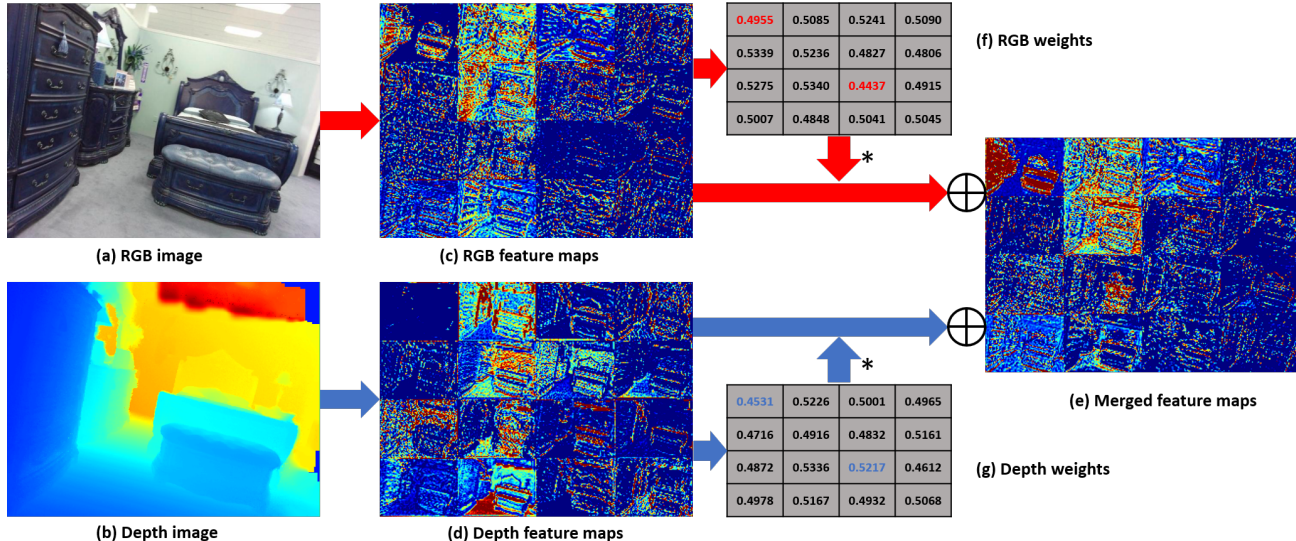 0.4955 0.5085 0.5241 0.5090
0.5339 0.5236 0.4827 0.4806
0.5275 0.5340 0.4437 0.4915
0.5007 0.4848 0.5041 0.5045
(f) RGB weights
*
(a) RGB image
(c) RGB feature maps
*
0.4531 0.5226 0.5001 0.4965
0.4716 0.4916 0.4832 0.5161
0.4872 0.5336 0.5217 0.4612
0.4978 0.5167 0.4932 0.5068
(e) Merged feature maps
(g) Depth weights
(b) Depth image
(d) Depth feature maps